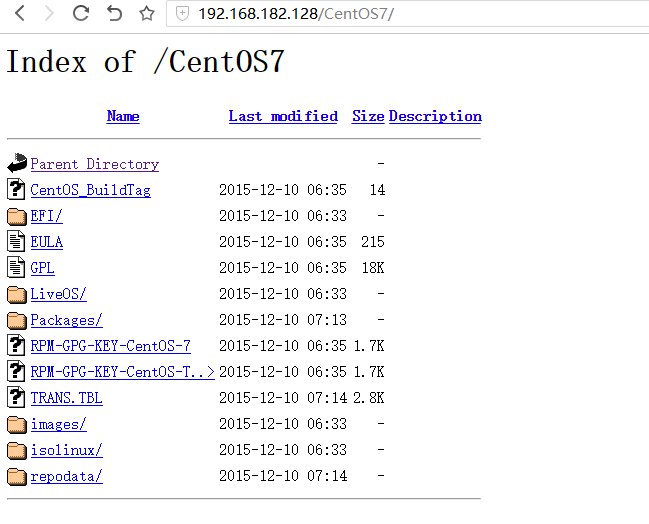 192.168.182.128/CentOS7/
Index of /CentOS7
Name Last modified Size Description
Parent Directory -
CentOS_BuildTag 2015-12-10 06:35 14
EFI/ 2015-12-10 06:33 -
EULA 2015-12-10 06:35 215
GPL 2015-12-10 06:35 18K
LiveOS/ 2015-12-10 06:33 -
Packages/ 2015-12-10 07:13 -
RPM-GPG-KEY-CentOS-7 2015-12-10 06:35 1.7K
RPM-GPG-KEY-CentOS-T..> 2015-12-10 06:35 1.7K
TRANS.TBL 2015-12-10 07:14 2.8K
images/ 2015-12-10 06:33 -
isolinux/ 2015-12-10 06:33 -
repodata/ 2015-12-10 07:14 -